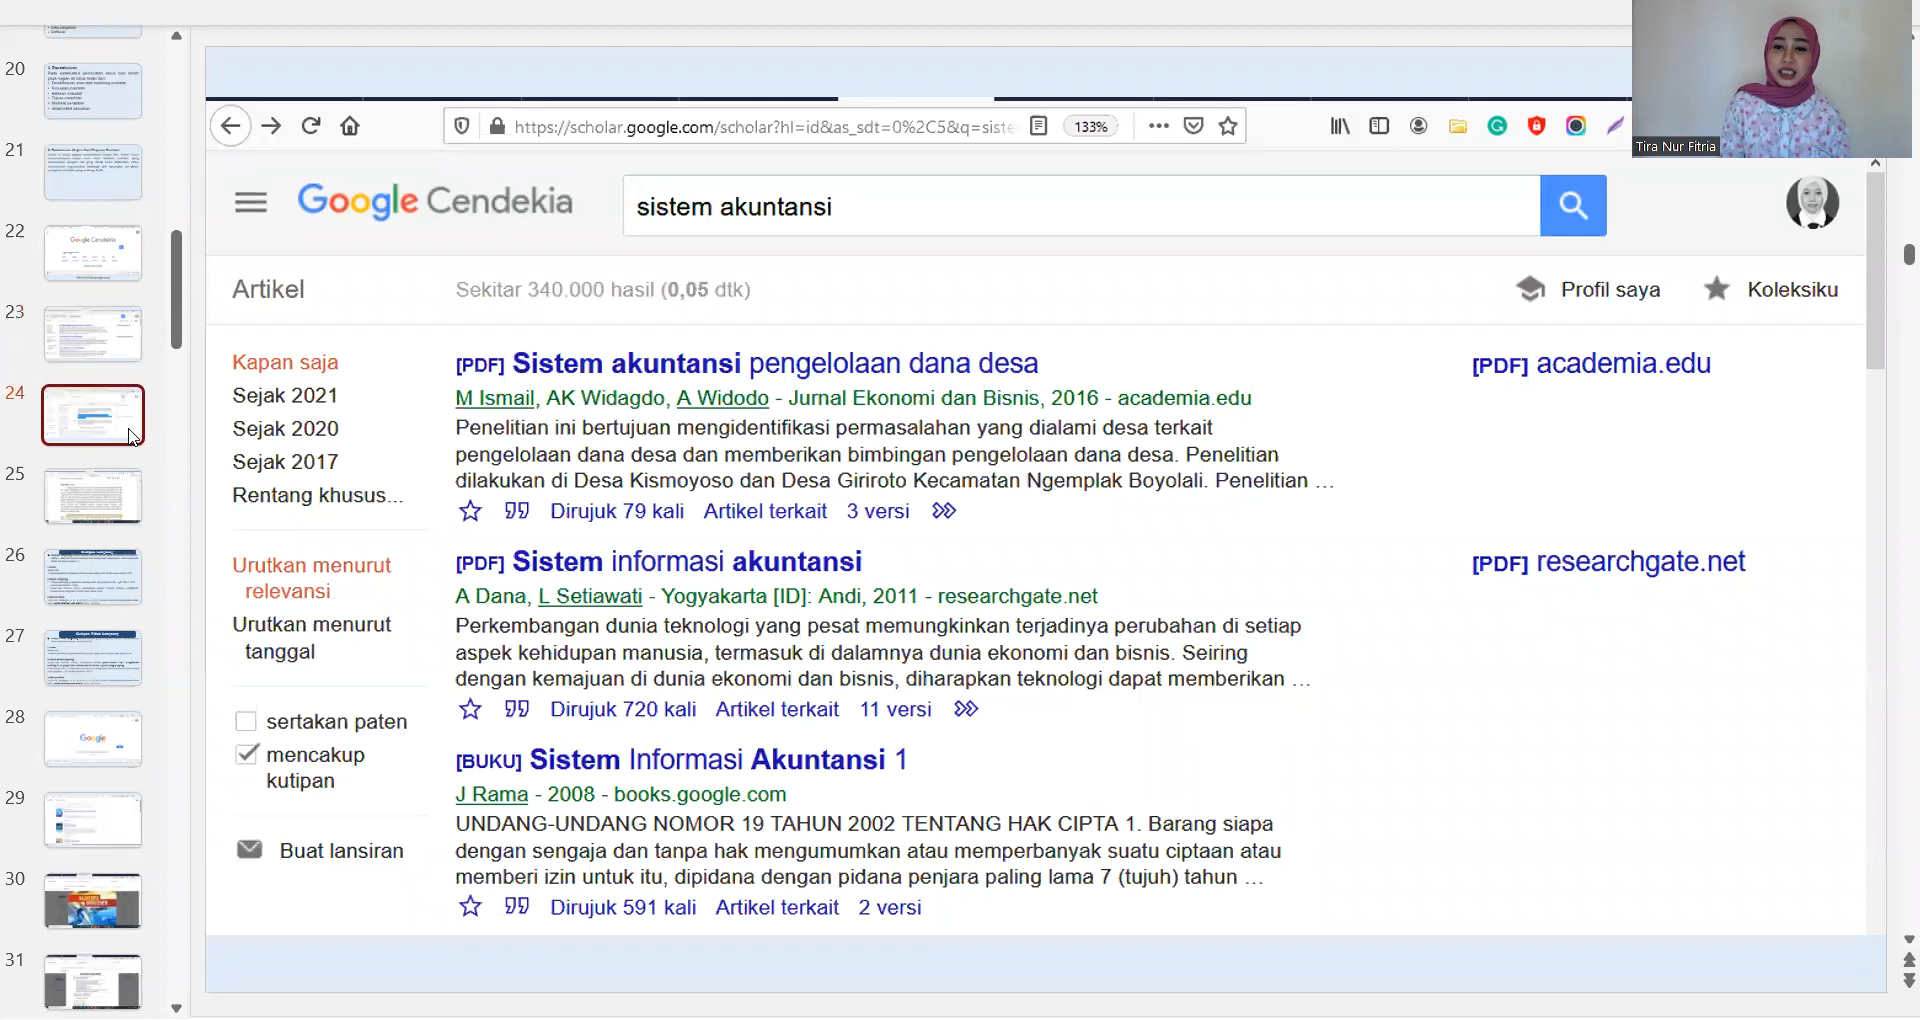 20
21
22
23
24
25
26
27
28
29
30
31
Google Cendekia
Google
https://scholar.google.com/scholar?hl=id&as_sdt=0%2C5&q=siste
133%
Tira Nur Fitria
Google Cendekia
sistem akuntansi
Artikel
Sekitar 340.000 hasil (0,05 dtk)
Profil saya
Koleksiku
Kapan saja
Sejak 2021
Sejak 2020
Sejak 2017
Rentang khusus...
Urutkan menurut
relevansi
Urutkan menurut
tanggal
sertakan paten
mencakup
kutipan
Buat lansiran
[PDF] Sistem akuntansi pengelolaan dana desa
M Ismail, AK Widagdo, A Widodo - Jurnal Ekonomi dan Bisnis, 2016 - academia.edu
Penelitian ini bertujuan mengidentifikasi permasalahan yang dialami desa terkait
pengelolaan dana desa dan memberikan bimbingan pengelolaan dana desa. Penelitian
dilakukan di Desa Kismoyoso dan Desa Giriroto Kecamatan Ngemplak Boyolali. Penelitian ...
Dirujuk 79 kali Artikel terkait 3 versi
[PDF] academia.edu
[PDF] Sistem informasi akuntansi
A Dana, L Setiawati - Yogyakarta [ID]: Andi, 2011 - researchgate.net
Perkembangan dunia teknologi yang pesat memungkinkan terjadinya perubahan di setiap
aspek kehidupan manusia, termasuk di dalamnya dunia ekonomi dan bisnis. Seiring
dengan kemajuan di dunia ekonomi dan bisnis, diharapkan teknologi dapat memberikan ...
Dirujuk 720 kali Artikel terkait 11 versi
[PDF] researchgate.net
[BUKU] Sistem Informasi Akuntansi 1
J Rama - 2008 - books.google.com
UNDANG-UNDANG NOMOR 19 TAHUN 2002 TENTANG HAK CIPTA 1. Barang siapa
dengan sengaja dan tanpa hak mengumumkan atau memperbanyak suatu ciptaan atau
memberi izin untuk itu, dipidana dengan pidana penjara paling lama 7 (tujuh) tahun ...
Dirujuk 591 kali Artikel terkait 2 versi